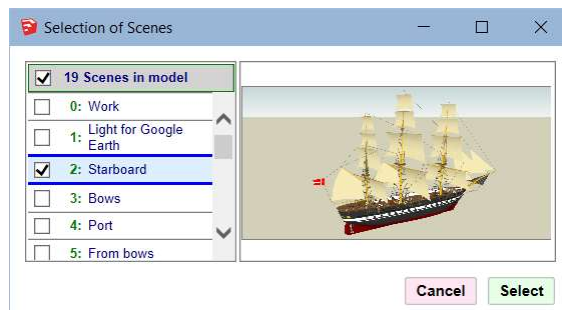 Selection of Scenes
19 Scenes in model
0: Work
1: Light for Google
Earth
2: Starboard
3: Bows
4: Port
5: From bows
Cancel Select